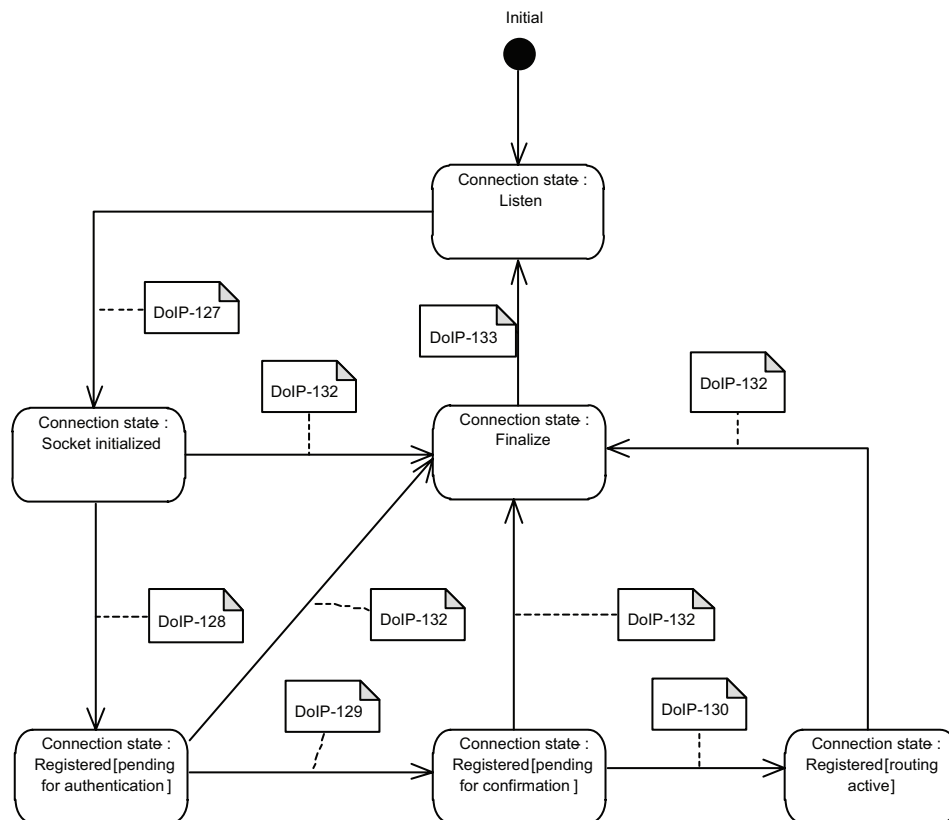 Initial
Connection state :
Listen
DoIP-127
DoIP-133
DoIP-132
DoIP-132
Connection state :
Socket initialized
Connection state :
Finalize
DoIP-128
DoIP-132
DoIP-132
DoIP-129
DoIP-130
Connection state :
Registered[pending
for authentication ]
Connection state :
Registered[pending
for confirmation ]
Connection state :
Registered[routing
active]